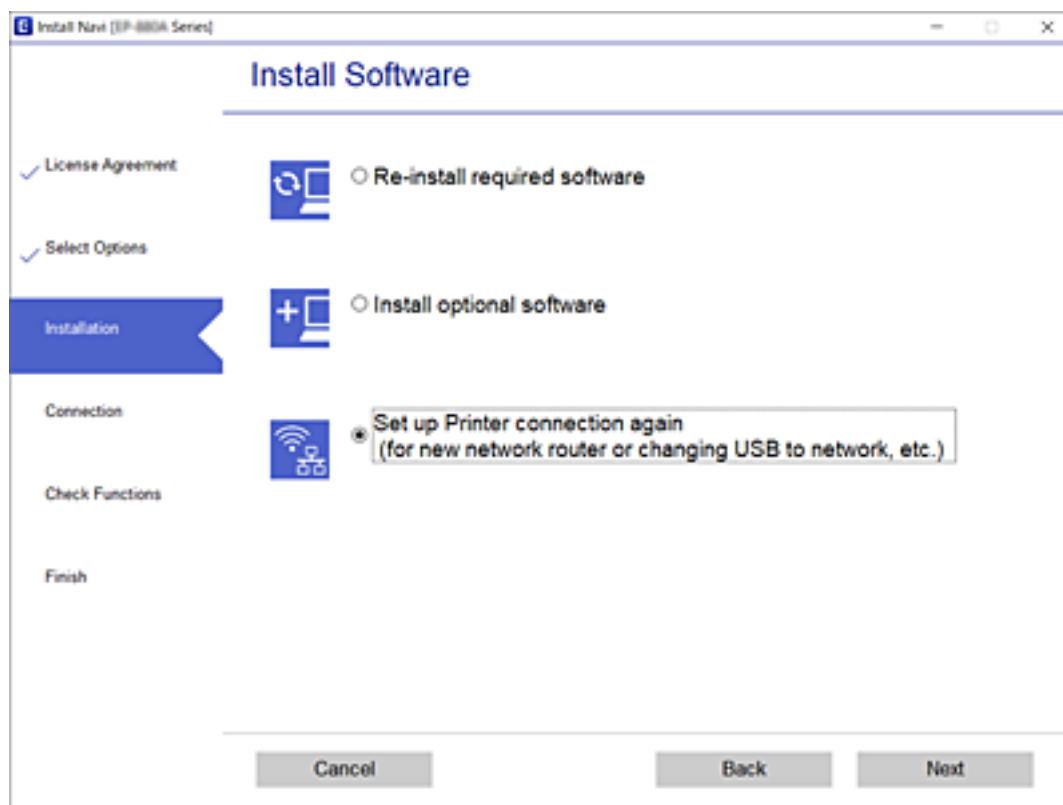 Install Navi [EP-880A Series]
Install Software
License Agreement
Select Options
Installation
Connection
Check Functions
Finish
Re-install required software
Install optional software
Set up Printer connection again
(for new network router or changing USB to network, etc.)
Cancel
Back
Next